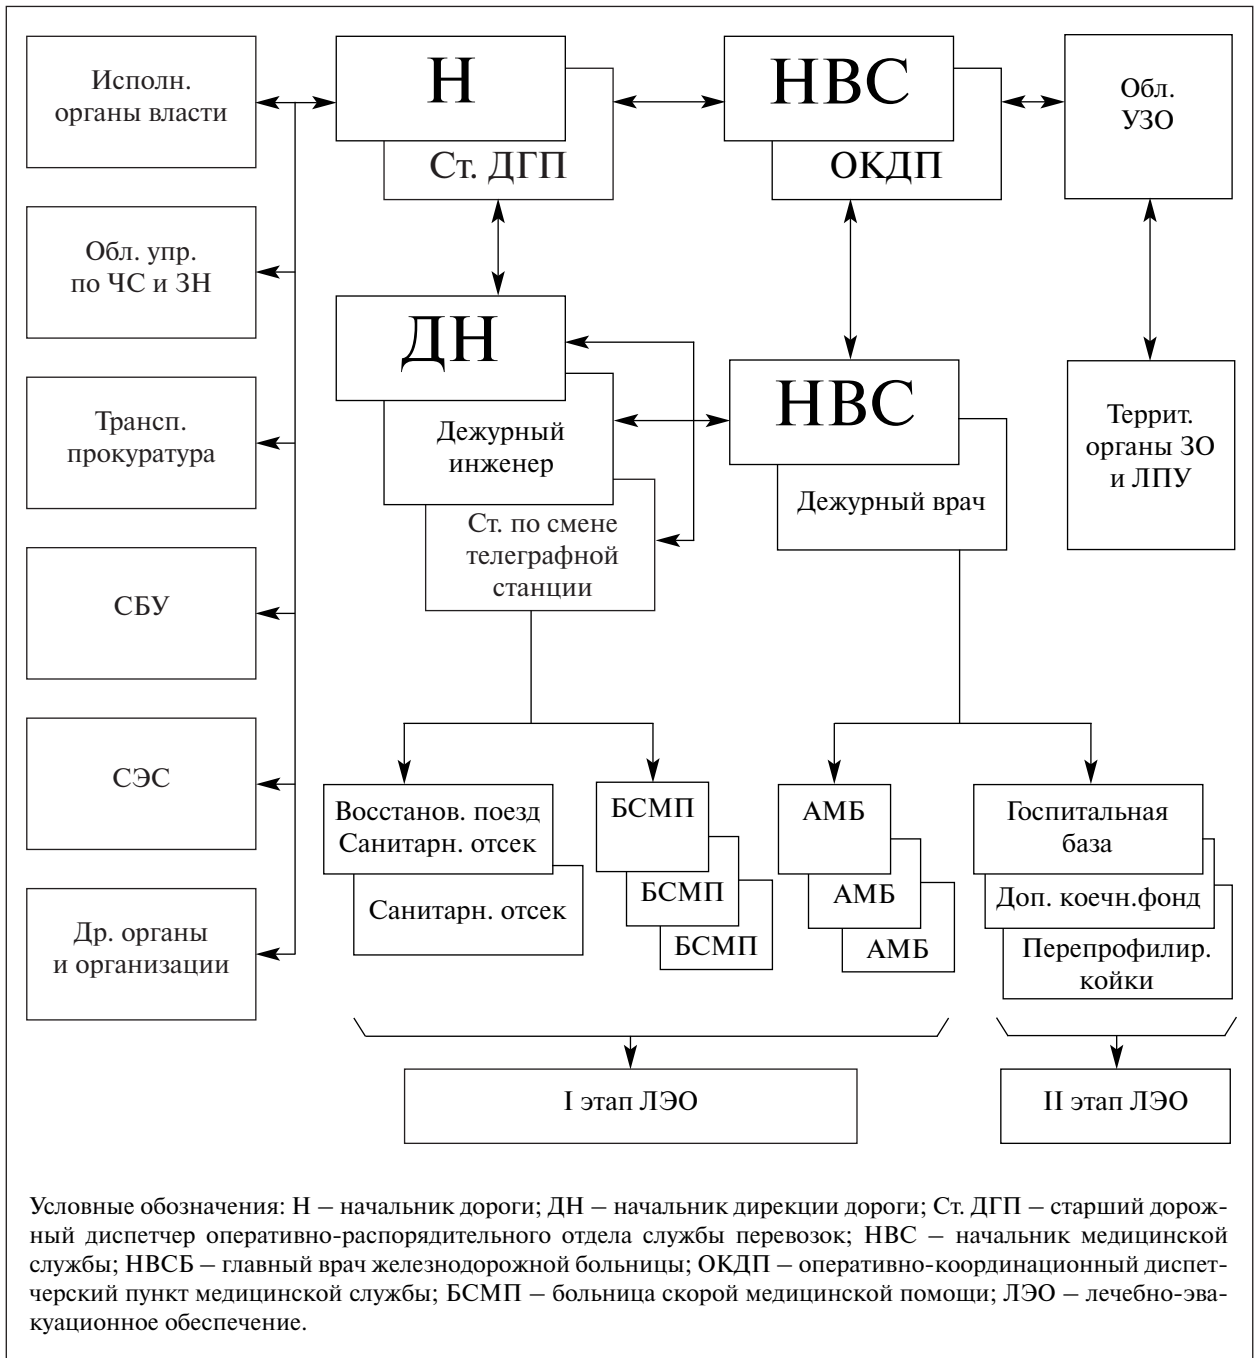 Исполн.
органы власти
Н
Ст. ДГП
НВС
ОКДП
Обл.
УЗО
Обл. упр.
по ЧС и ЗН
Трансп.
прокуратура
СБУ
СЭС
Др. органы
и организации
ДН
Дежурный
инженер
Ст. по смене
телеграфной
станции
НВС
Дежурный врач
Террит.
органы ЗО
и ЛПУ
Восстанов. поезд
Санитарн. отсек
Санитарн. отсек
БСМП
БСМП
БСМП
АМБ
АМБ
АМБ
Госпитальная
база
Доп. коечн.фонд
Перепрофилир.
койки
I этап ЛЭО
II этап ЛЭО
Условные обозначения: Н – начальник дороги; ДН – начальник дирекции дороги; Ст. ДГП – старший дорож-
ный диспетчер оперативно-распорядительного отдела службы перевозок; НВС – начальник медицинской
службы; НВСБ – главный врач железнодорожной больницы; ОКДП – оперативно-координационный диспет-
черский пункт медицинской службы; БСМП – больница скорой медицинской помощи; ЛЭО – лечебно-эва-
куационное обеспечение.